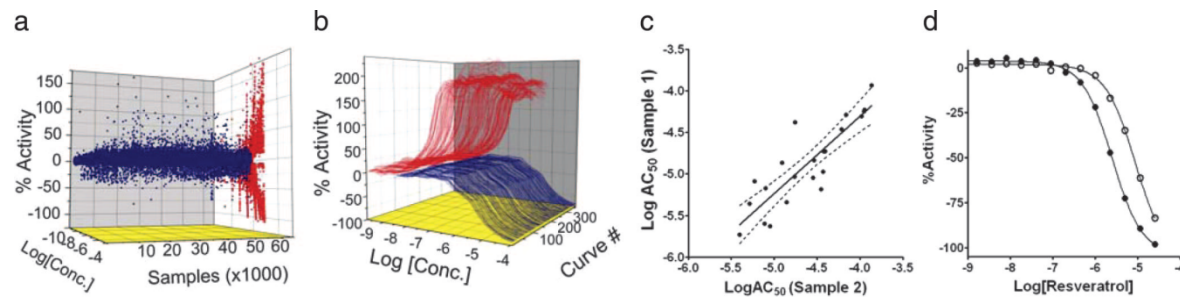 a
150
100
50
0
-50
-100
% Activity
-10
-8
-6
-4
Log[Conc.]
10 20 30 40 50 60
Samples (x1000)
b
200
150
100
50
0
-50
-100
% Activity
-9 -8 -7 -6 -5 -4
Log [Conc.]
100
200
300
Curve #
c
-3.5
-4.0
-4.5
-5.0
-5.5
-6.0
Log AC50 (Sample 1)
-6.0 -5.5 -5.0 -4.5 -4.0 -3.5
LogAC50 (Sample 2)
d
0
-25
-50
-75
-100
%Activity
-9 -8 -7 -6 -5 -4
Log[Resveratrol]